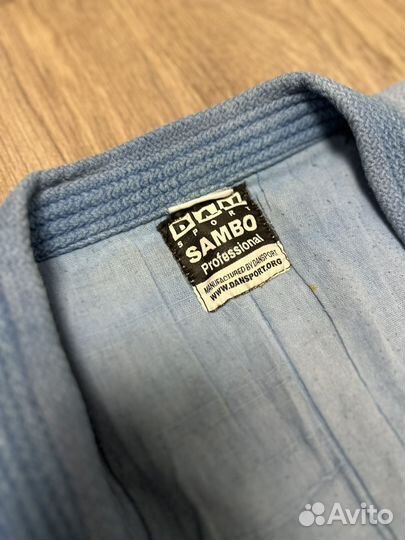 DAN
SPORT
SAMBO
Professional
MANUFACTURED BY DANSPORT
WWW.DANSPORT.ORG
Avito